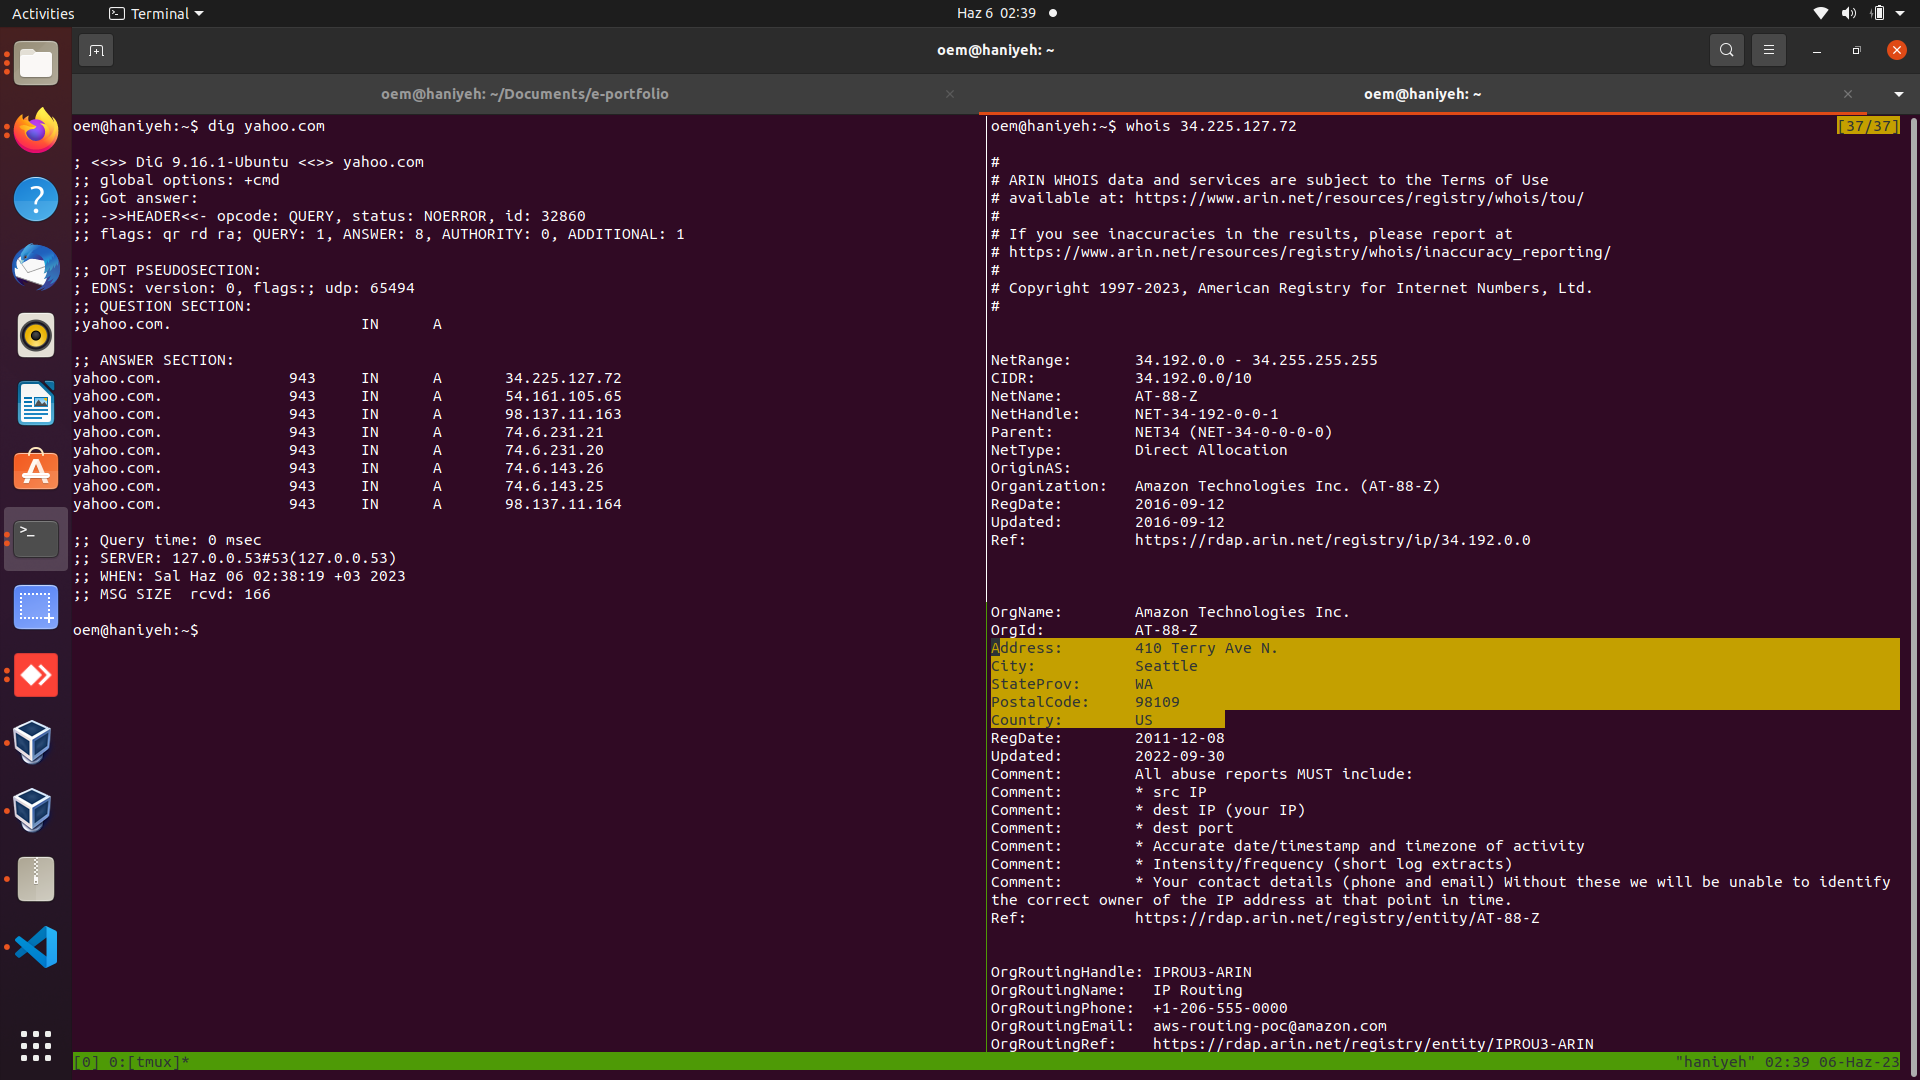 Activities
Terminal
Haz 6 02:39
oem@haniyeh: ~
oem@haniyeh: ~/Documents/e-portfolio
oem@haniyeh: ~
oem@haniyeh:~$ dig yahoo.com

; <<>> DiG 9.16.1-Ubuntu <<>> yahoo.com
;; global options: +cmd
;; Got answer:
;; ->>HEADER<<- opcode: QUERY, status: NOERROR, id: 32860
;; flags: qr rd ra; QUERY: 1, ANSWER: 8, AUTHORITY: 0, ADDITIONAL: 1

;; OPT PSEUDOSECTION:
; EDNS: version: 0, flags:; udp: 65494
;; QUESTION SECTION:
;yahoo.com. IN A

;; ANSWER SECTION:
yahoo.com. 943 IN A 34.225.127.72
yahoo.com. 943 IN A 54.161.105.65
yahoo.com. 943 IN A 98.137.11.163
yahoo.com. 943 IN A 74.6.231.21
yahoo.com. 943 IN A 74.6.231.20
yahoo.com. 943 IN A 74.6.143.26
yahoo.com. 943 IN A 74.6.143.25
yahoo.com. 943 IN A 98.137.11.164

;; Query time: 0 msec
;; SERVER: 127.0.0.53#53(127.0.0.53)
;; WHEN: Sal Haz 06 02:38:19 +03 2023
;; MSG SIZE  rcvd: 166

oem@haniyeh:~$
oem@haniyeh:~$ whois 34.225.127.72 [37/37]

#
# ARIN WHOIS data and services are subject to the Terms of Use
# available at: https://www.arin.net/resources/registry/whois/tou/
#
# If you see inaccuracies in the results, please report at
# https://www.arin.net/resources/registry/whois/inaccuracy_reporting/
#
# Copyright 1997-2023, American Registry for Internet Numbers, Ltd.
#

NetRange: 34.192.0.0 - 34.255.255.255
CIDR: 34.192.0.0/10
NetName: AT-88-Z
NetHandle: NET-34-192-0-0-1
Parent: NET34 (NET-34-0-0-0-0)
NetType: Direct Allocation
OriginAS:
Organization: Amazon Technologies Inc. (AT-88-Z)
RegDate: 2016-09-12
Updated: 2016-09-12
Ref: https://rdap.arin.net/registry/ip/34.192.0.0

OrgName: Amazon Technologies Inc.
OrgId: AT-88-Z
Address: 410 Terry Ave N.
City: Seattle
StateProv: WA
PostalCode: 98109
Country: US
RegDate: 2011-12-08
Updated: 2022-09-30
Comment: All abuse reports MUST include:
Comment: * src IP
Comment: * dest IP (your IP)
Comment: * dest port
Comment: * Accurate date/timestamp and timezone of activity
Comment: * Intensity/frequency (short log extracts)
Comment: * Your contact details (phone and email) Without these we will be unable to identify
the correct owner of the IP address at that point in time.
Ref: https://rdap.arin.net/registry/entity/AT-88-Z

OrgRoutingHandle: IPROU3-ARIN
OrgRoutingName: IP Routing
OrgRoutingPhone: +1-206-555-0000
OrgRoutingEmail: aws-routing-poc@amazon.com
OrgRoutingRef: https://rdap.arin.net/registry/entity/IPROU3-ARIN
[0] 0:[tmux]* "haniyeh" 02:39 06-Haz-23